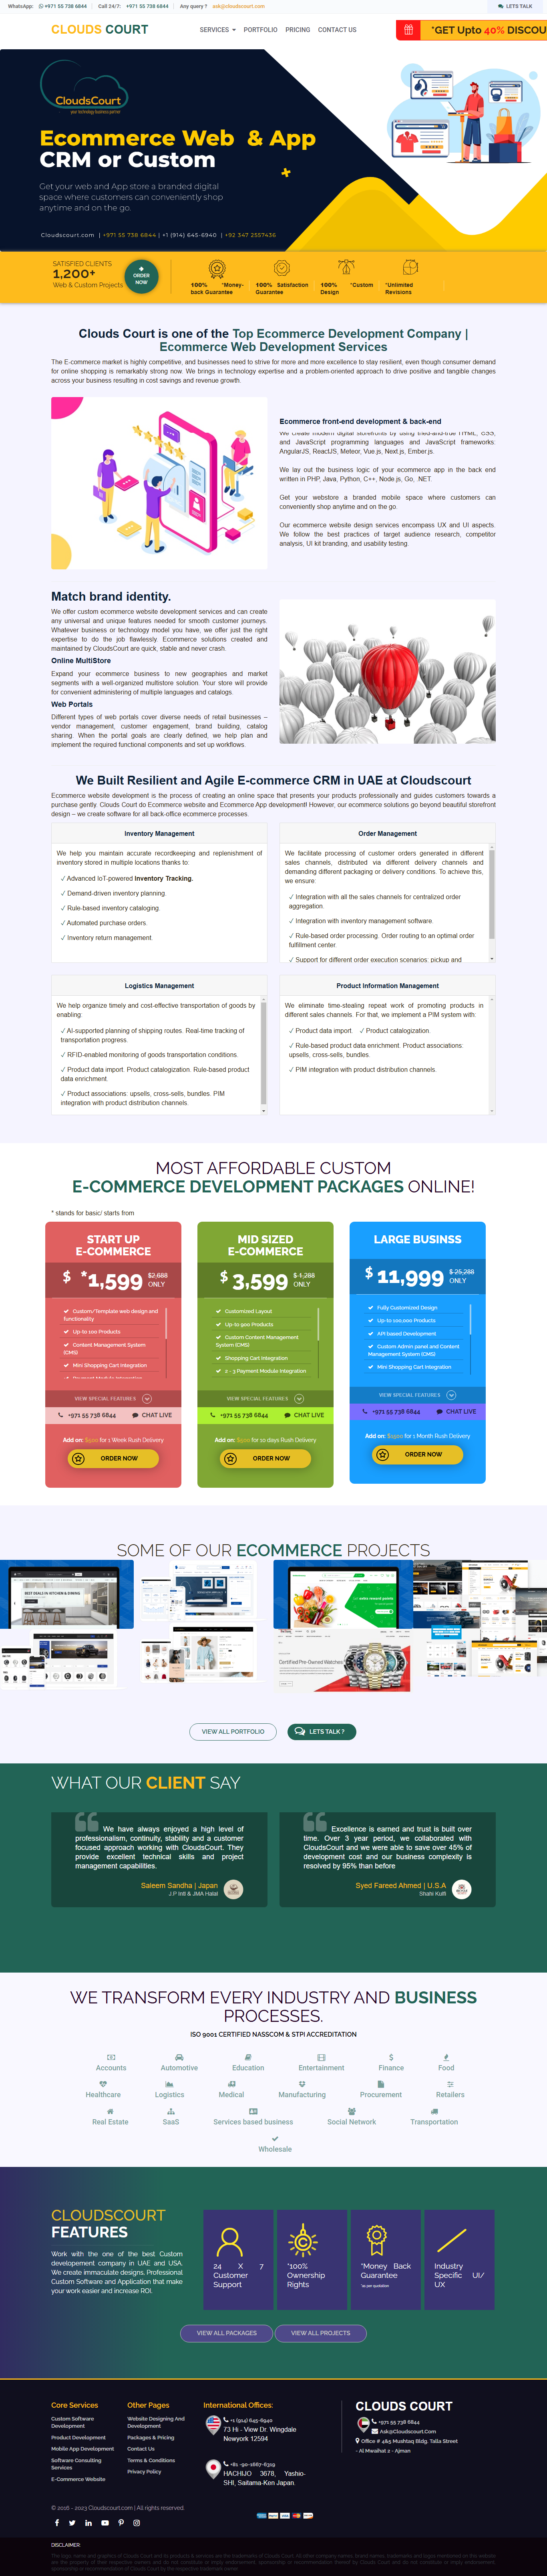 WhatsApp: +971 55 738 6844 Call 24/7: +971 55 738 6844 Any query ? ask@cloudscourt.com LETS TALK
CLOUDS COURT
SERVICES PORTFOLIO PRICING CONTACT US
*GET Upto 40% DISCOU
CloudsCourt
your technology business partner
Ecommerce Web & App
CRM or Custom
Get your web and App store a branded digital
space where customers can conveniently shop
anytime and on the go.
Cloudscourt.com | +971 55 738 6844 | +1 (914) 645-6940 | +92 347 2557436
SATISFIED CLIENTS
1,200+
Web & Custom Projects
ORDER
NOW
100% *Money-
back Guarantee
100% Satisfaction
Guarantee
100% *Custom
Design
*Unlimited
Revisions
Clouds Court is one of the Top Ecommerce Development Company |
Ecommerce Web Development Services
The E-commerce market is highly competitive, and businesses need to strive for more and more excellence to stay resilient, even though consumer demand
for online shopping is remarkably strong now. We brings in technology expertise and a problem-oriented approach to drive positive and tangible changes
across your business resulting in cost savings and revenue growth.
Ecommerce front-end development & back-end
We create modern digital storefronts by using tried-and-true HTML, CSS,
and JavaScript programming languages and JavaScript frameworks:
AngularJS, ReactJS, Meteor, Vue.js, Next.js, Ember.js.
We lay out the business logic of your ecommerce app in the back end
written in PHP, Java, Python, C++, Node.js, Go, .NET.
Get your webstore a branded mobile space where customers can
conveniently shop anytime and on the go.
Our ecommerce website design services encompass UX and UI aspects.
We follow the best practices of target audience research, competitor
analysis, UI kit branding, and usability testing.
Match brand identity.
We offer custom ecommerce website development services and can create
any universal and unique features needed for smooth customer journeys.
Whatever business or technology model you have, we offer just the right
expertise to do the job flawlessly. Ecommerce solutions created and
maintained by CloudsCourt are quick, stable and never crash.
Online MultiStore
Expand your ecommerce business to new geographies and market
segments with a well-organized multistore solution. Your store will provide
for convenient administering of multiple languages and catalogs.
Web Portals
Different types of web portals cover diverse needs of retail businesses –
vendor management, customer engagement, brand building, catalog
sharing. When the portal goals are clearly defined, we help plan and
implement the required functional components and set up workflows.
We Built Resilient and Agile E-commerce CRM in UAE at Cloudscourt
Ecommerce website development is the process of creating an online space that presents your products professionally and guides customers towards a
purchase gently. Clouds Court do Ecommerce website and Ecommerce App development! However, our ecommerce solutions go beyond beautiful storefront
design – we create software for all back-office ecommerce processes.
Inventory Management
We help you maintain accurate recordkeeping and replenishment of
inventory stored in multiple locations thanks to:
✓ Advanced IoT-powered Inventory Tracking.
✓ Demand-driven inventory planning.
✓ Rule-based inventory cataloging.
✓ Automated purchase orders.
✓ Inventory return management.
Order Management
We facilitate processing of customer orders generated in different
sales channels, distributed via different delivery channels and
demanding different packaging or delivery conditions. To achieve this,
we ensure:
✓ Integration with all the sales channels for centralized order
aggregation.
✓ Integration with inventory management software.
✓ Rule-based order processing. Order routing to an optimal order
fulfillment center.
✓ Support for different order execution scenarios: pickup and
Logistics Management
We help organize timely and cost-effective transportation of goods by
enabling:
✓ AI-supported planning of shipping routes. Real-time tracking of
transportation progress.
✓ RFID-enabled monitoring of goods transportation conditions.
✓ Product data import. Product catalogization. Rule-based product
data enrichment.
✓ Product associations: upsells, cross-sells, bundles. PIM
integration with product distribution channels.
Product Information Management
We eliminate time-stealing repeat work of promoting products in
different sales channels. For that, we implement a PIM system with:
✓ Product data import. ✓ Product catalogization.
✓ Rule-based product data enrichment. Product associations:
upsells, cross-sells, bundles.
✓ PIM integration with product distribution channels.
MOST AFFORDABLE CUSTOM
E-COMMERCE DEVELOPMENT PACKAGES ONLINE!
* stands for basic/ starts from
START UP
E-COMMERCE
$ *1,599 $2,688
ONLY
Custom/Template web design and
functionality
Up-to 100 Products
Content Management System
(CMS)
Mini Shopping Cart Integration
Payment Module Integration
VIEW SPECIAL FEATURES
+971 55 738 6844 CHAT LIVE
Add on: for 1 Week Rush Delivery
ORDER NOW
MID SIZED
E-COMMERCE
$ 3,599 ONLY
Customized Layout
Up-to 900 Products
Custom Content Management
System (CMS)
Shopping Cart Integration
2 - 3 Payment Module Integration
VIEW SPECIAL FEATURES
+971 55 738 6844 CHAT LIVE
Add on: for 10 days Rush Delivery
ORDER NOW
LARGE BUSINSS
$ 11,999 $ 25,288
ONLY
Fully Customized Design
Up-to 100,000 Products
API based Development
Custom Admin panel and Content
Management System (CMS)
Mini Shopping Cart Integration
VIEW SPECIAL FEATURES
+971 55 738 6844 CHAT LIVE
Add on: for 1 Month Rush Delivery
ORDER NOW
SOME OF OUR ECOMMERCE PROJECTS
BEST DEALS IN KITCHEN & DINING
Certified Pre-Owned Watches
VIEW ALL PORTFOLIO
LETS TALK ?
WHAT OUR CLIENT SAY
We have always enjoyed a high level of
professionalism, continuity, stability and a customer
focused approach working with CloudsCourt. They
provide excellent technical skills and project
management capabilities.
Saleem Sandha | Japan
J.P Intl & JMA Halal
Excellence is earned and trust is built over
time. Over 3 year period, we collaborated with
CloudsCourt and we were able to save over 45% of
development cost and our business complexity is
resolved by 95% than before
Syed Fareed Ahmed | U.S.A
Shahi Kulfi
WE TRANSFORM EVERY INDUSTRY AND BUSINESS
PROCESSES.
ISO 9001 CERTIFIED NASSCOM & STPI ACCREDITATION
Accounts Automotive Education Entertainment Finance Food
Healthcare Logistics Medical Manufacturing Procurement Retailers
Real Estate SaaS Services based business Social Network Transportation
Wholesale
CLOUDSCOURT
FEATURES
Work with the one of the best Custom
developement company in UAE and USA.
We create immaculate designs, Professional
Custom Software and Application that make
your work easier and increase ROI.
24 X 7
Customer
Support
*100%
Ownership
Rights
*Money Back
Guarantee
*as per quotation
Industry
Specific UI/
UX
VIEW ALL PACKAGES
VIEW ALL PROJECTS
Core Services
Custom Software
Development
Product Development
Mobile App Development
Software Consulting
Services
E-Commerce Website
Other Pages
Website Designing And
Development
Packages & Pricing
Contact Us
Terms & Conditions
Privacy Policy
International Offices:
+1 (914) 645-6940
73 Hi - View Dr. Wingdale
Newyork 12594
+81 -90-2667-6319
HACHIJO 3678, Yashio-
SHI, Saitama-Ken Japan.
CLOUDS COURT
+971 55 738 6844
Ask@Cloudscourt.Com
Office # 4A5 Mushtaq Bldg. Talla Street
- Al Mwaihat 2 - Ajman
© 2016 - 2023 Cloudscourt.com | All rights reserved.
DISCLAIMER: